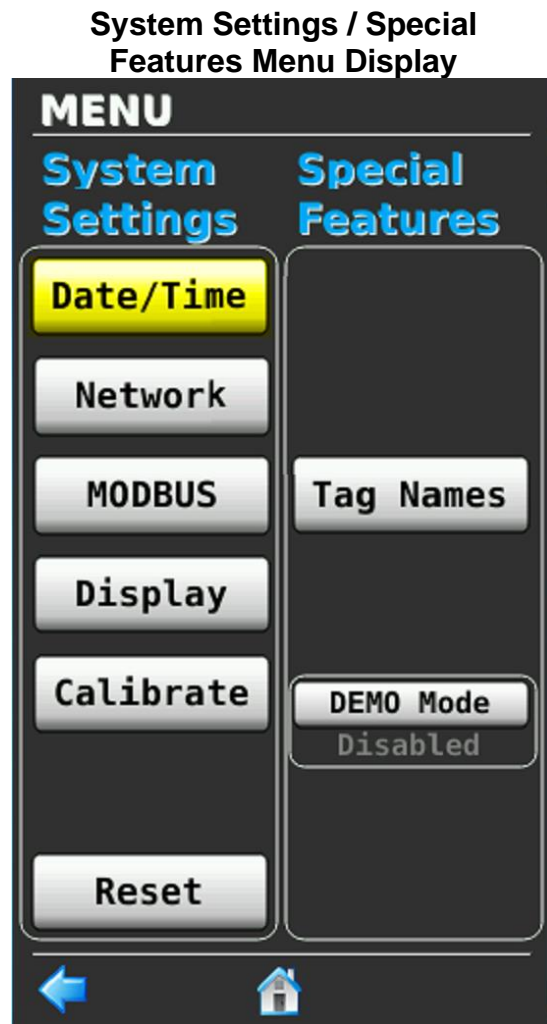 System Settings / Special
Features Menu Display
MENU
System
Settings
Special
Features
Date/Time
Network
MODBUS
Display
Calibrate
Reset
Tag Names
DEMO Mode
Disabled